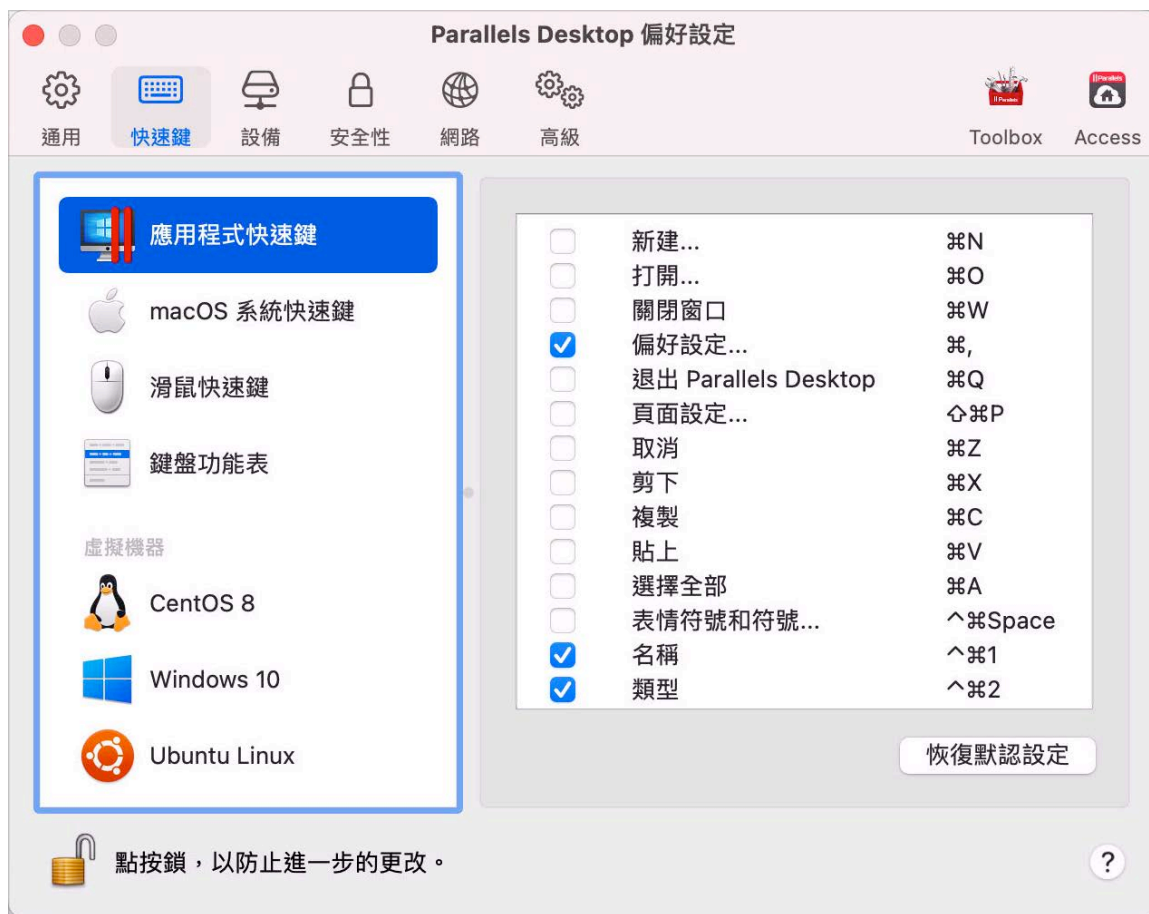 Parallels Desktop 偏好設定
通用 快速鍵 設備 安全性 網路 高級 Toolbox Access
應用程式快速鍵
macOS 系統快速鍵
滑鼠快速鍵
鍵盤功能表
虛擬機器
CentOS 8
Windows 10
Ubuntu Linux
新建... ⌘N
打開... ⌘O
關閉窗口 ⌘W
偏好設定... ⌘,
退出 Parallels Desktop ⌘Q
頁面設定... ⇧⌘P
取消 ⌘Z
剪下 ⌘X
複製 ⌘C
貼上 ⌘V
選擇全部 ⌘A
表情符號和符號... ^⌘Space
名稱 ^⌘1
類型 ^⌘2
恢復默認設定
點按鎖，以防止進一步的更改。
?